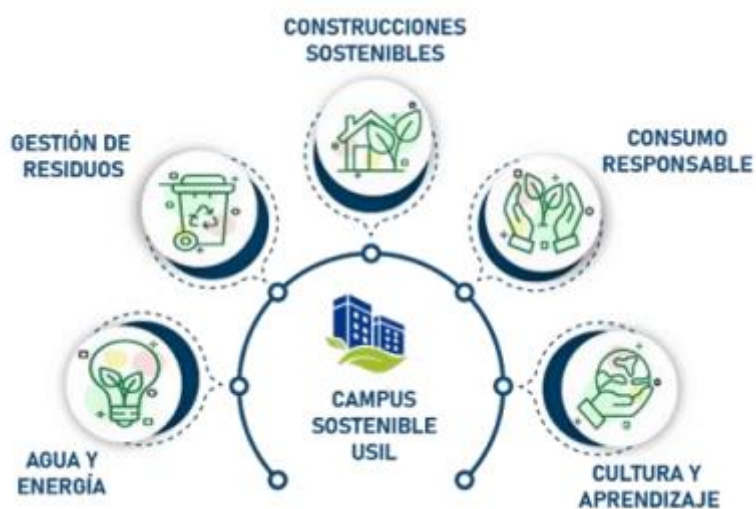 CONSTRUCCIONES
SOSTENIBLES
GESTIÓN DE
RESIDUOS
CONSUMO
RESPONSABLE
AGUA Y
ENERGÍA
CAMPUS
SOSTENIBLE
USIL
CULTURA Y
APRENDIZAJE